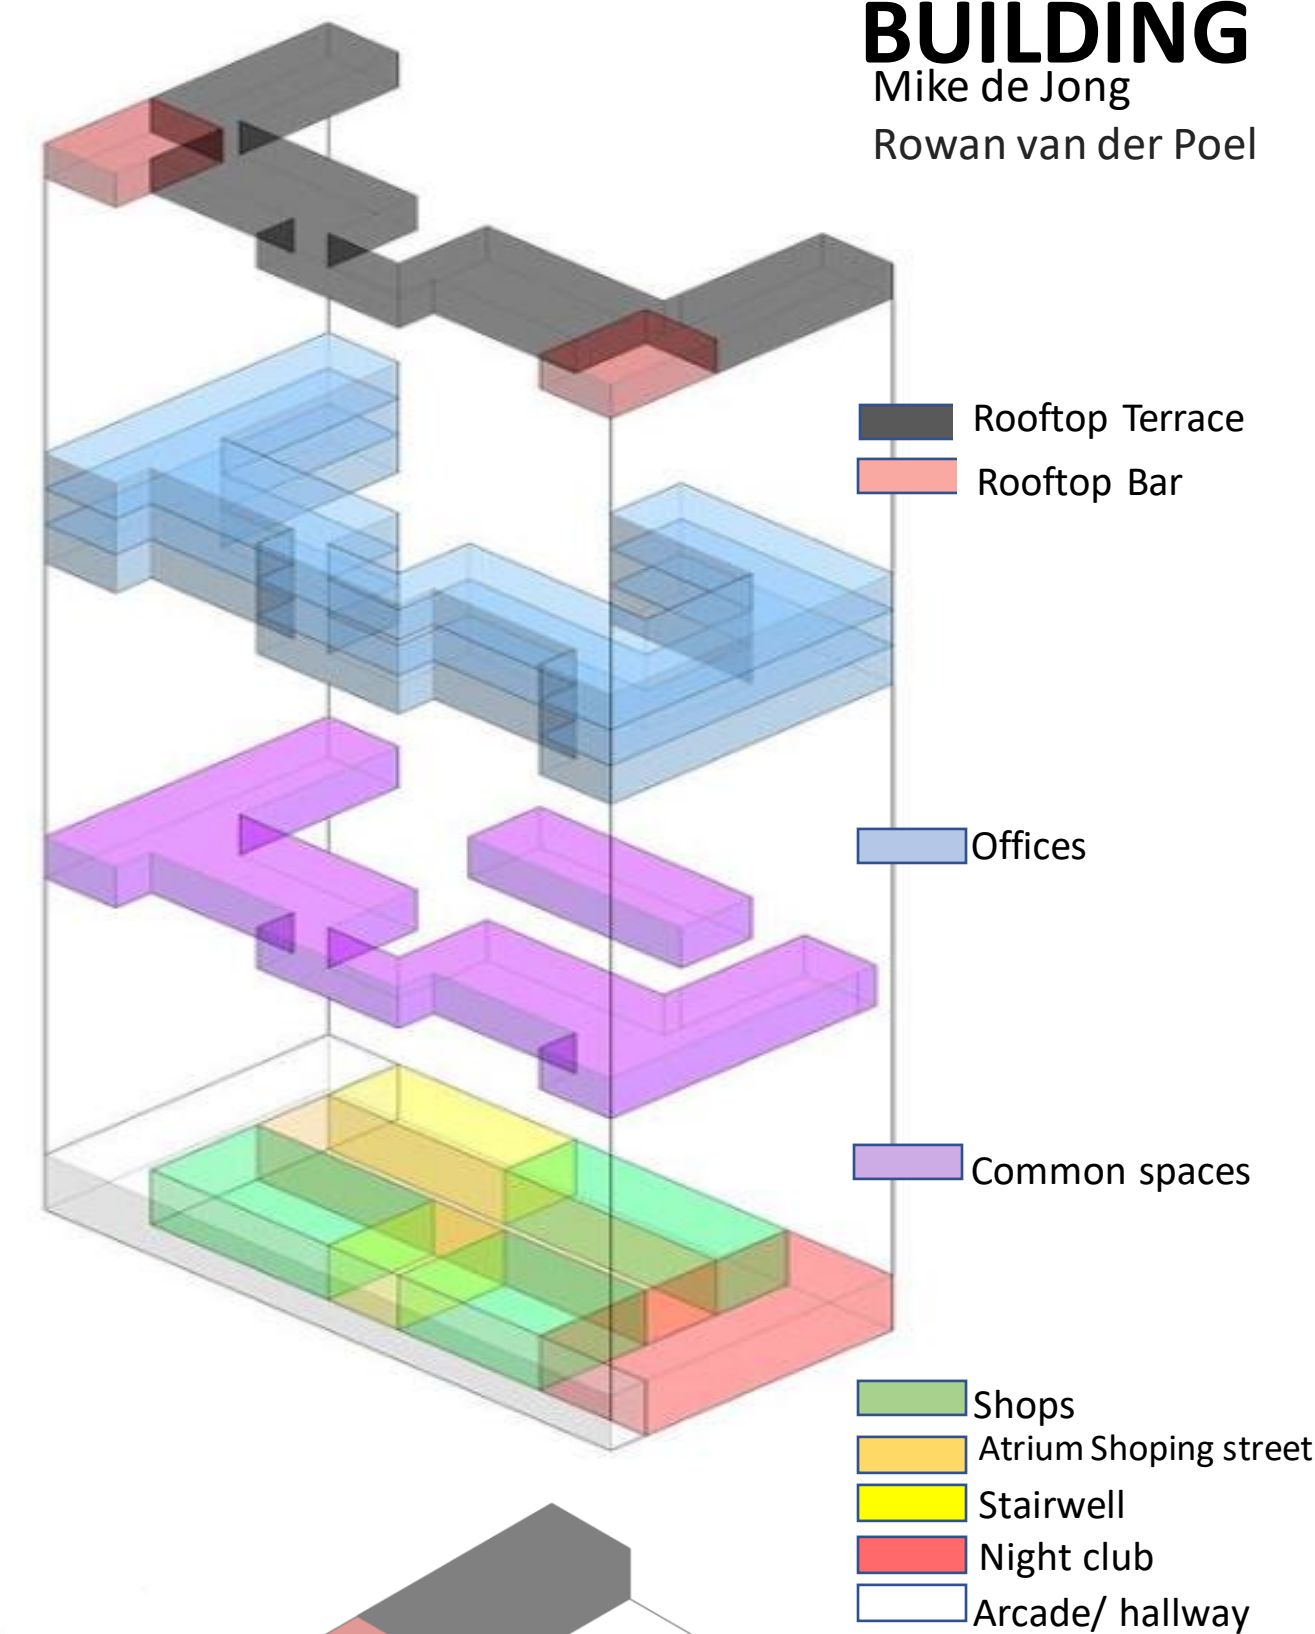 BUILDING
Mike de Jong
Rowan van der Poel
Rooftop Terrace
Rooftop Bar
Offices
Common spaces
Shops
Atrium Shoping street
Stairwell
Night club
Arcade/ hallway